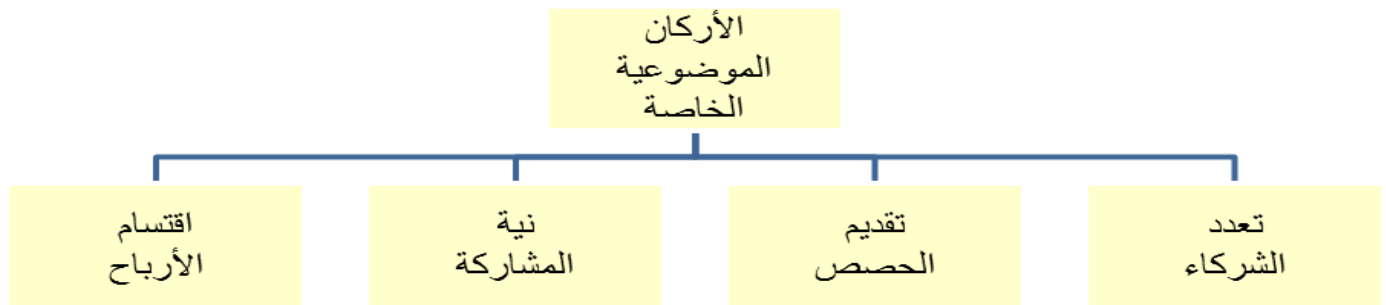 الأركان
الموضوعية
الخاصة
تعدد
الشركاء
تقديم
الحصص
نية
المشاركة
اقتسام
الأرباح